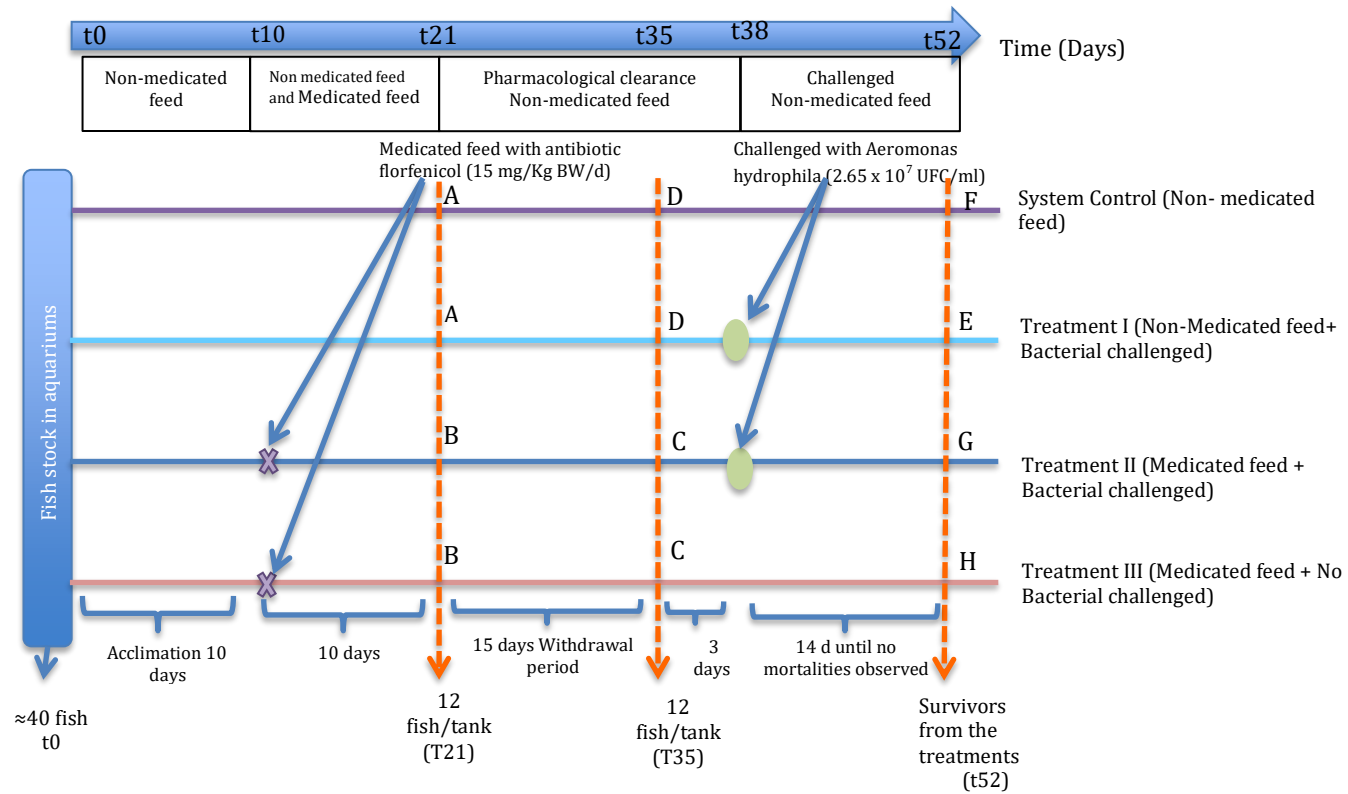 t0
t10
t21
t35
t38
t52
Time (Days)
Non-medicated
feed
Non medicated feed
and Medicated feed
Pharmacological clearance
Non-medicated feed
Challenged
Non-medicated feed
Medicated feed with antibiotic
florfenicol (15 mg/Kg BW/d)
Challenged with Aeromonas
hydrophila (2.65 x 10⁷ UFC/ml)
Fish stock in aquariums
A
D
F
System Control (Non- medicated
feed)
A
D
E
Treatment I (Non-Medicated feed+
Bacterial challenged)
B
C
G
Treatment II (Medicated feed +
Bacterial challenged)
B
C
H
Treatment III (Medicated feed + No
Bacterial challenged)
Acclimation 10
days
10 days
15 days Withdrawal
period
3
days
14 d until no
mortalities observed
≈40 fish
t0
12
fish/tank
(T21)
12
fish/tank
(T35)
Survivors
from the
treatments
(t52)